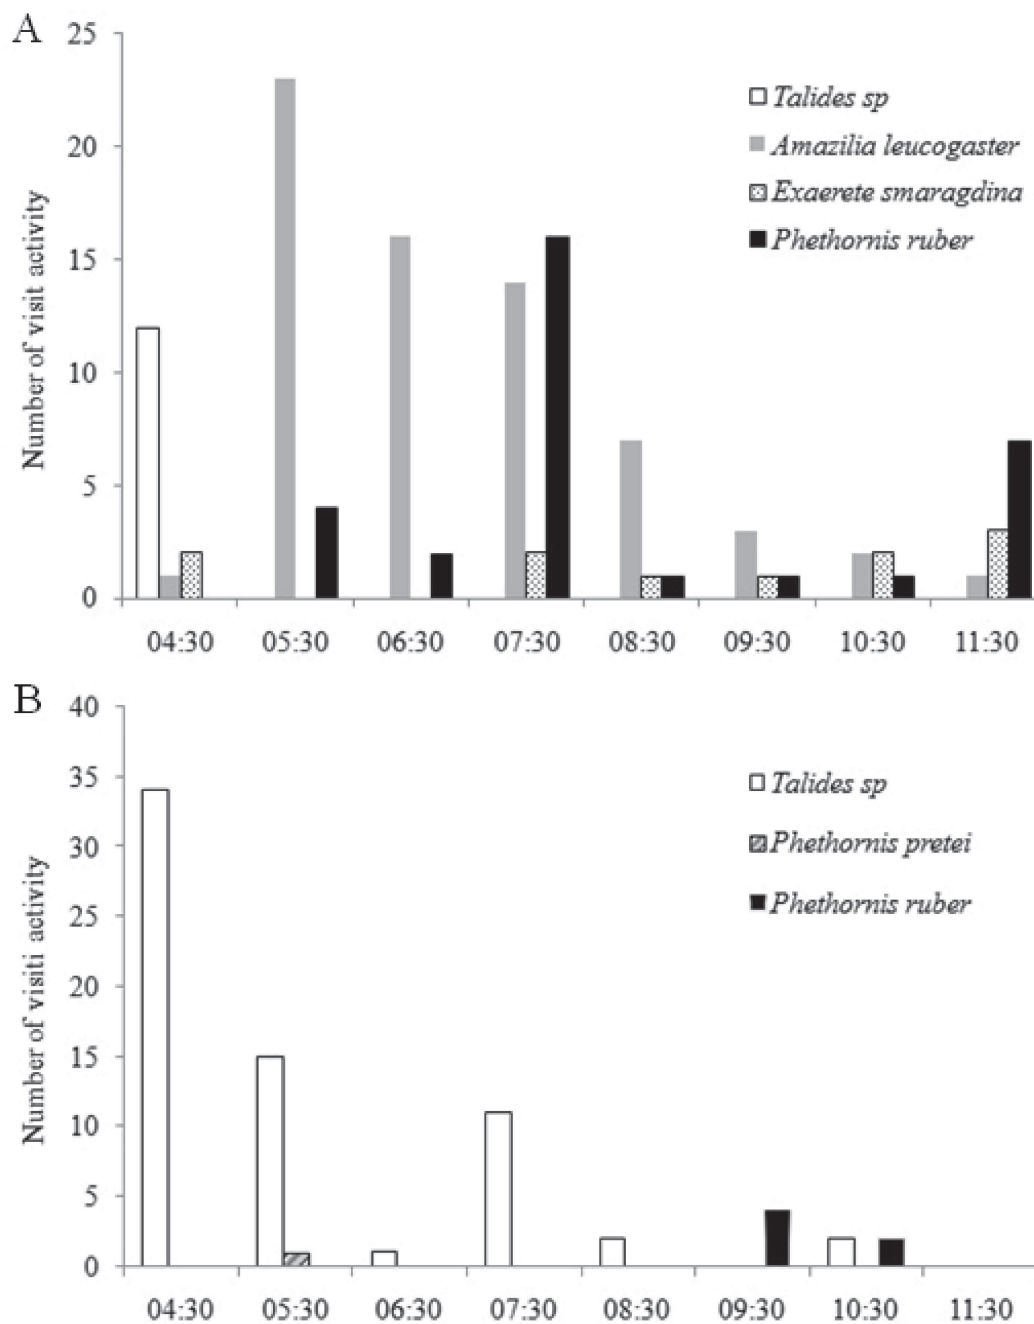 A
25
20
15
10
5
0
Number of visit activity
Talides sp
Amazilia leucogaster
Exaerete smaragdina
Phethornis ruber
04:30 05:30 06:30 07:30 08:30 09:30 10:30 11:30
B
40
35
30
25
20
15
10
5
0
Number of visiti activity
Talides sp
Phethornis pretei
Phethornis ruber
04:30 05:30 06:30 07:30 08:30 09:30 10:30 11:30